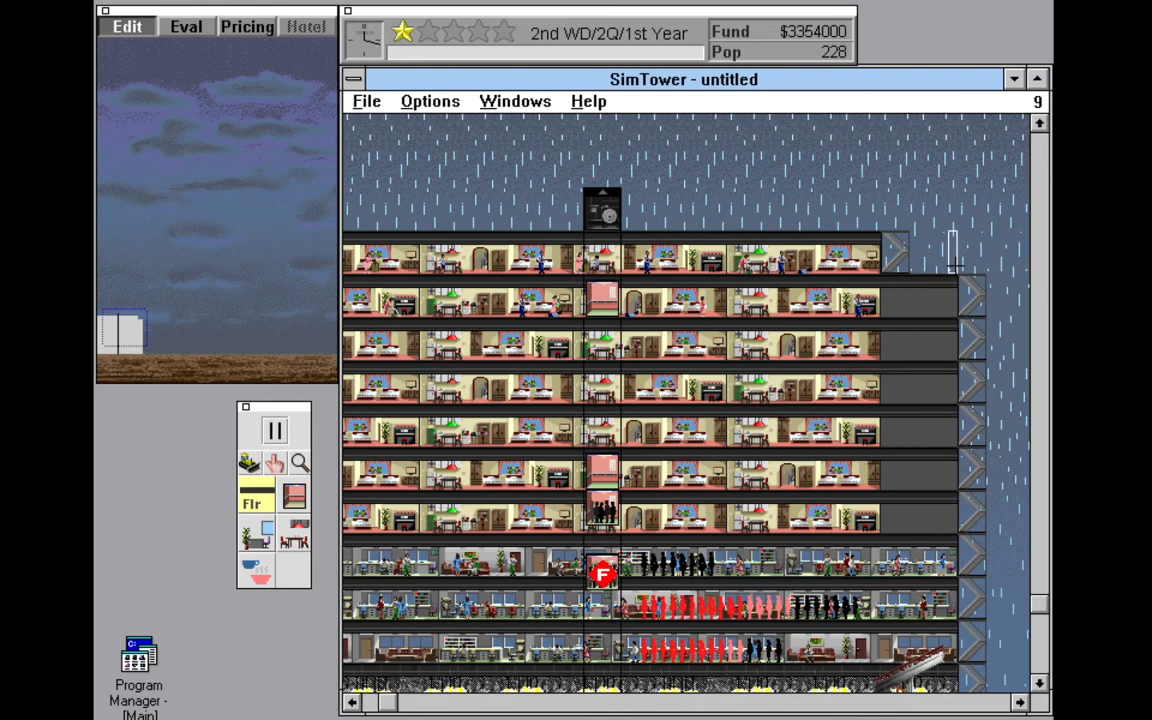 Edit Eval Pricing Hotel
2nd WD/2Q/1st Year
Fund $3354000
Pop 228
SimTower - untitled
File Options Windows Help
9
Flr
F
C:\
Program
Manager -
[Main]